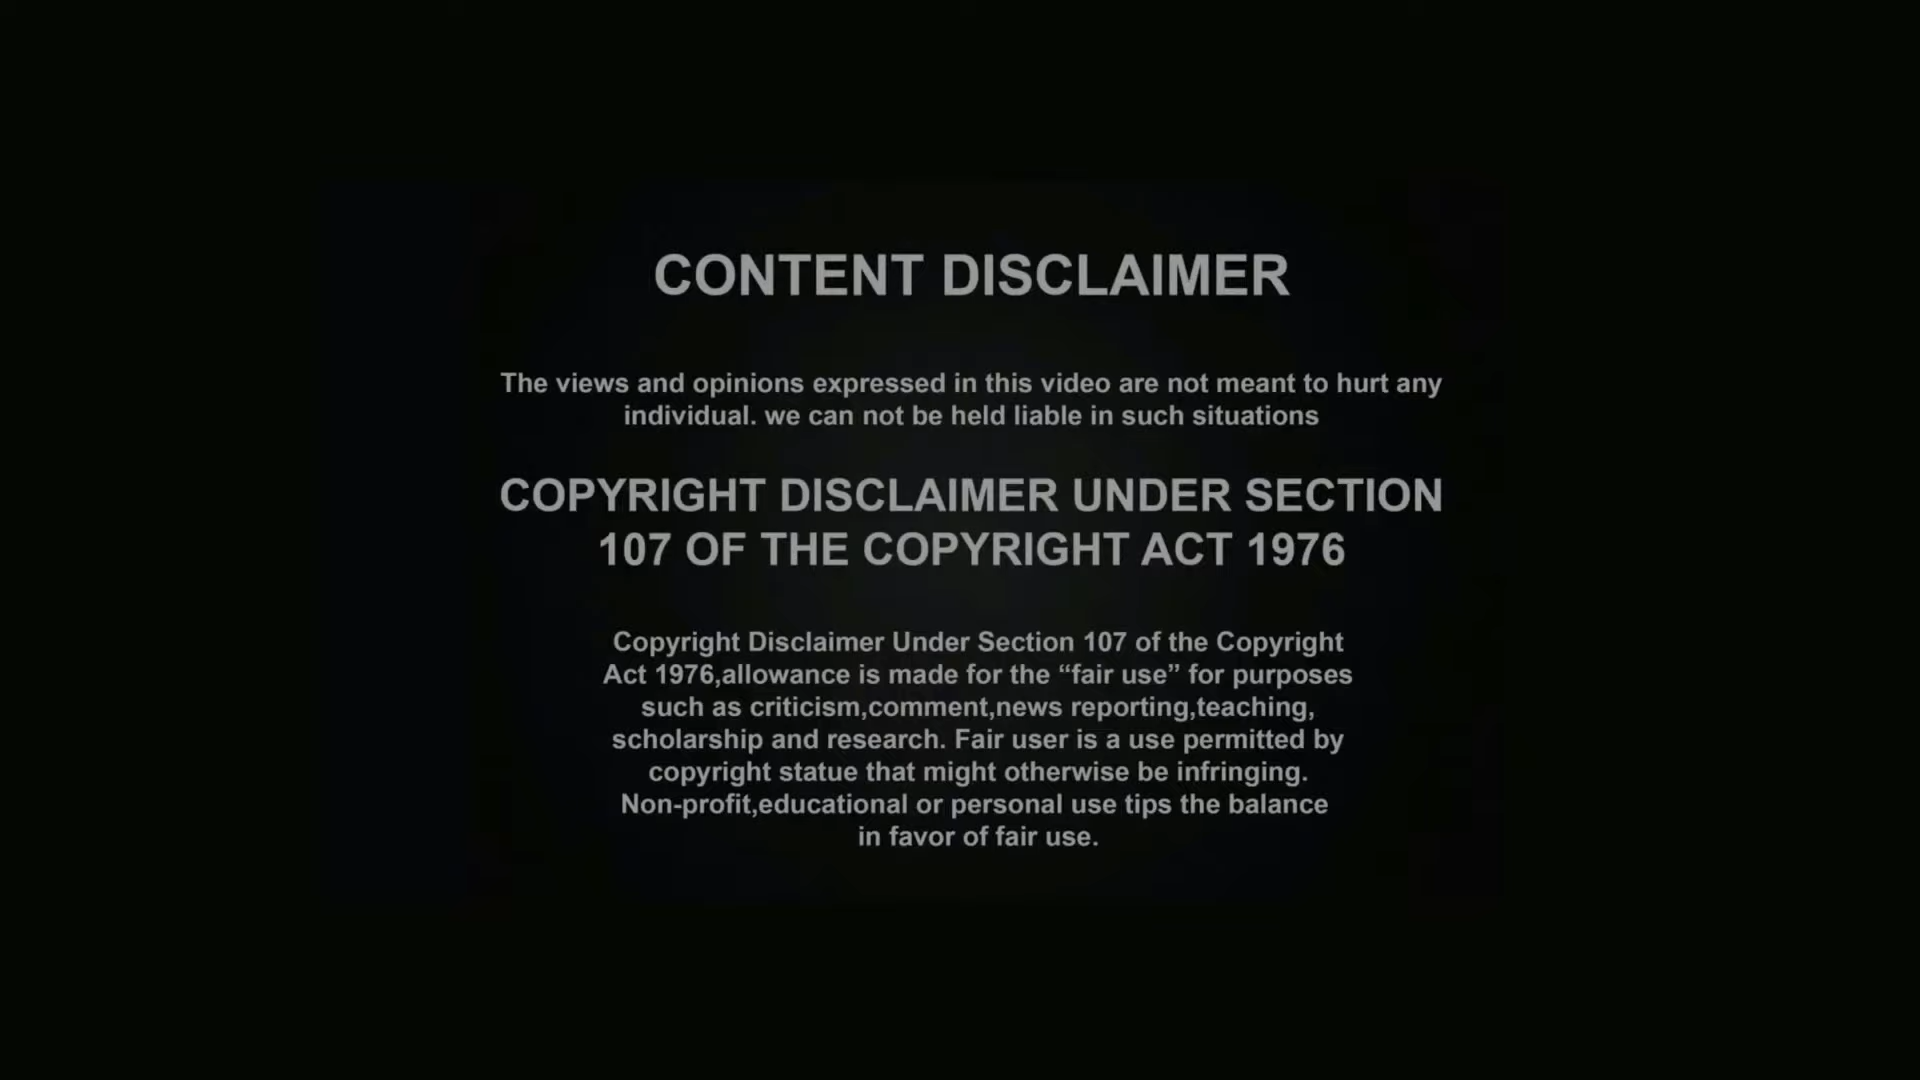 CONTENT DISCLAIMER
The views and opinions expressed in this video are not meant to hurt any
individual. we can not be held liable in such situations
COPYRIGHT DISCLAIMER UNDER SECTION
107 OF THE COPYRIGHT ACT 1976
Copyright Disclaimer Under Section 107 of the Copyright
Act 1976,allowance is made for the “fair use” for purposes
such as criticism,comment,news reporting,teaching,
scholarship and research. Fair user is a use permitted by
copyright statue that might otherwise be infringing.
Non-profit,educational or personal use tips the balance
in favor of fair use.